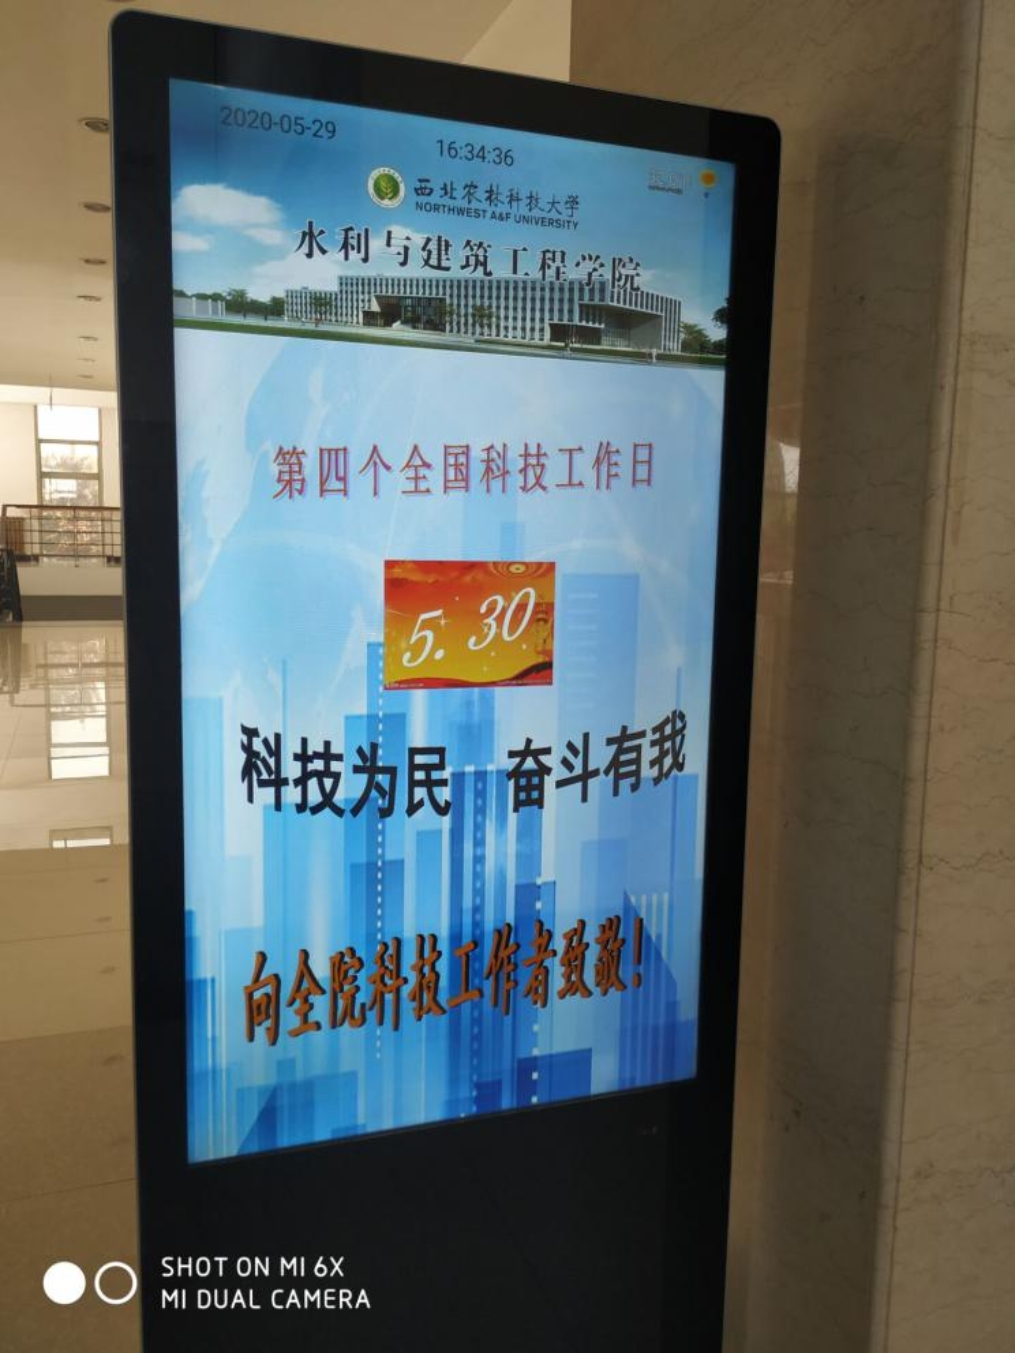 2020-05-29
16:34:36
西北农林科技大学
NORTHWEST A&F UNIVERSITY
水利与建筑工程学院
第四个全国科技工作日
5.30
科技为民 奋斗有我
向全院科技工作者致敬!
SHOT ON MI 6X
MI DUAL CAMERA